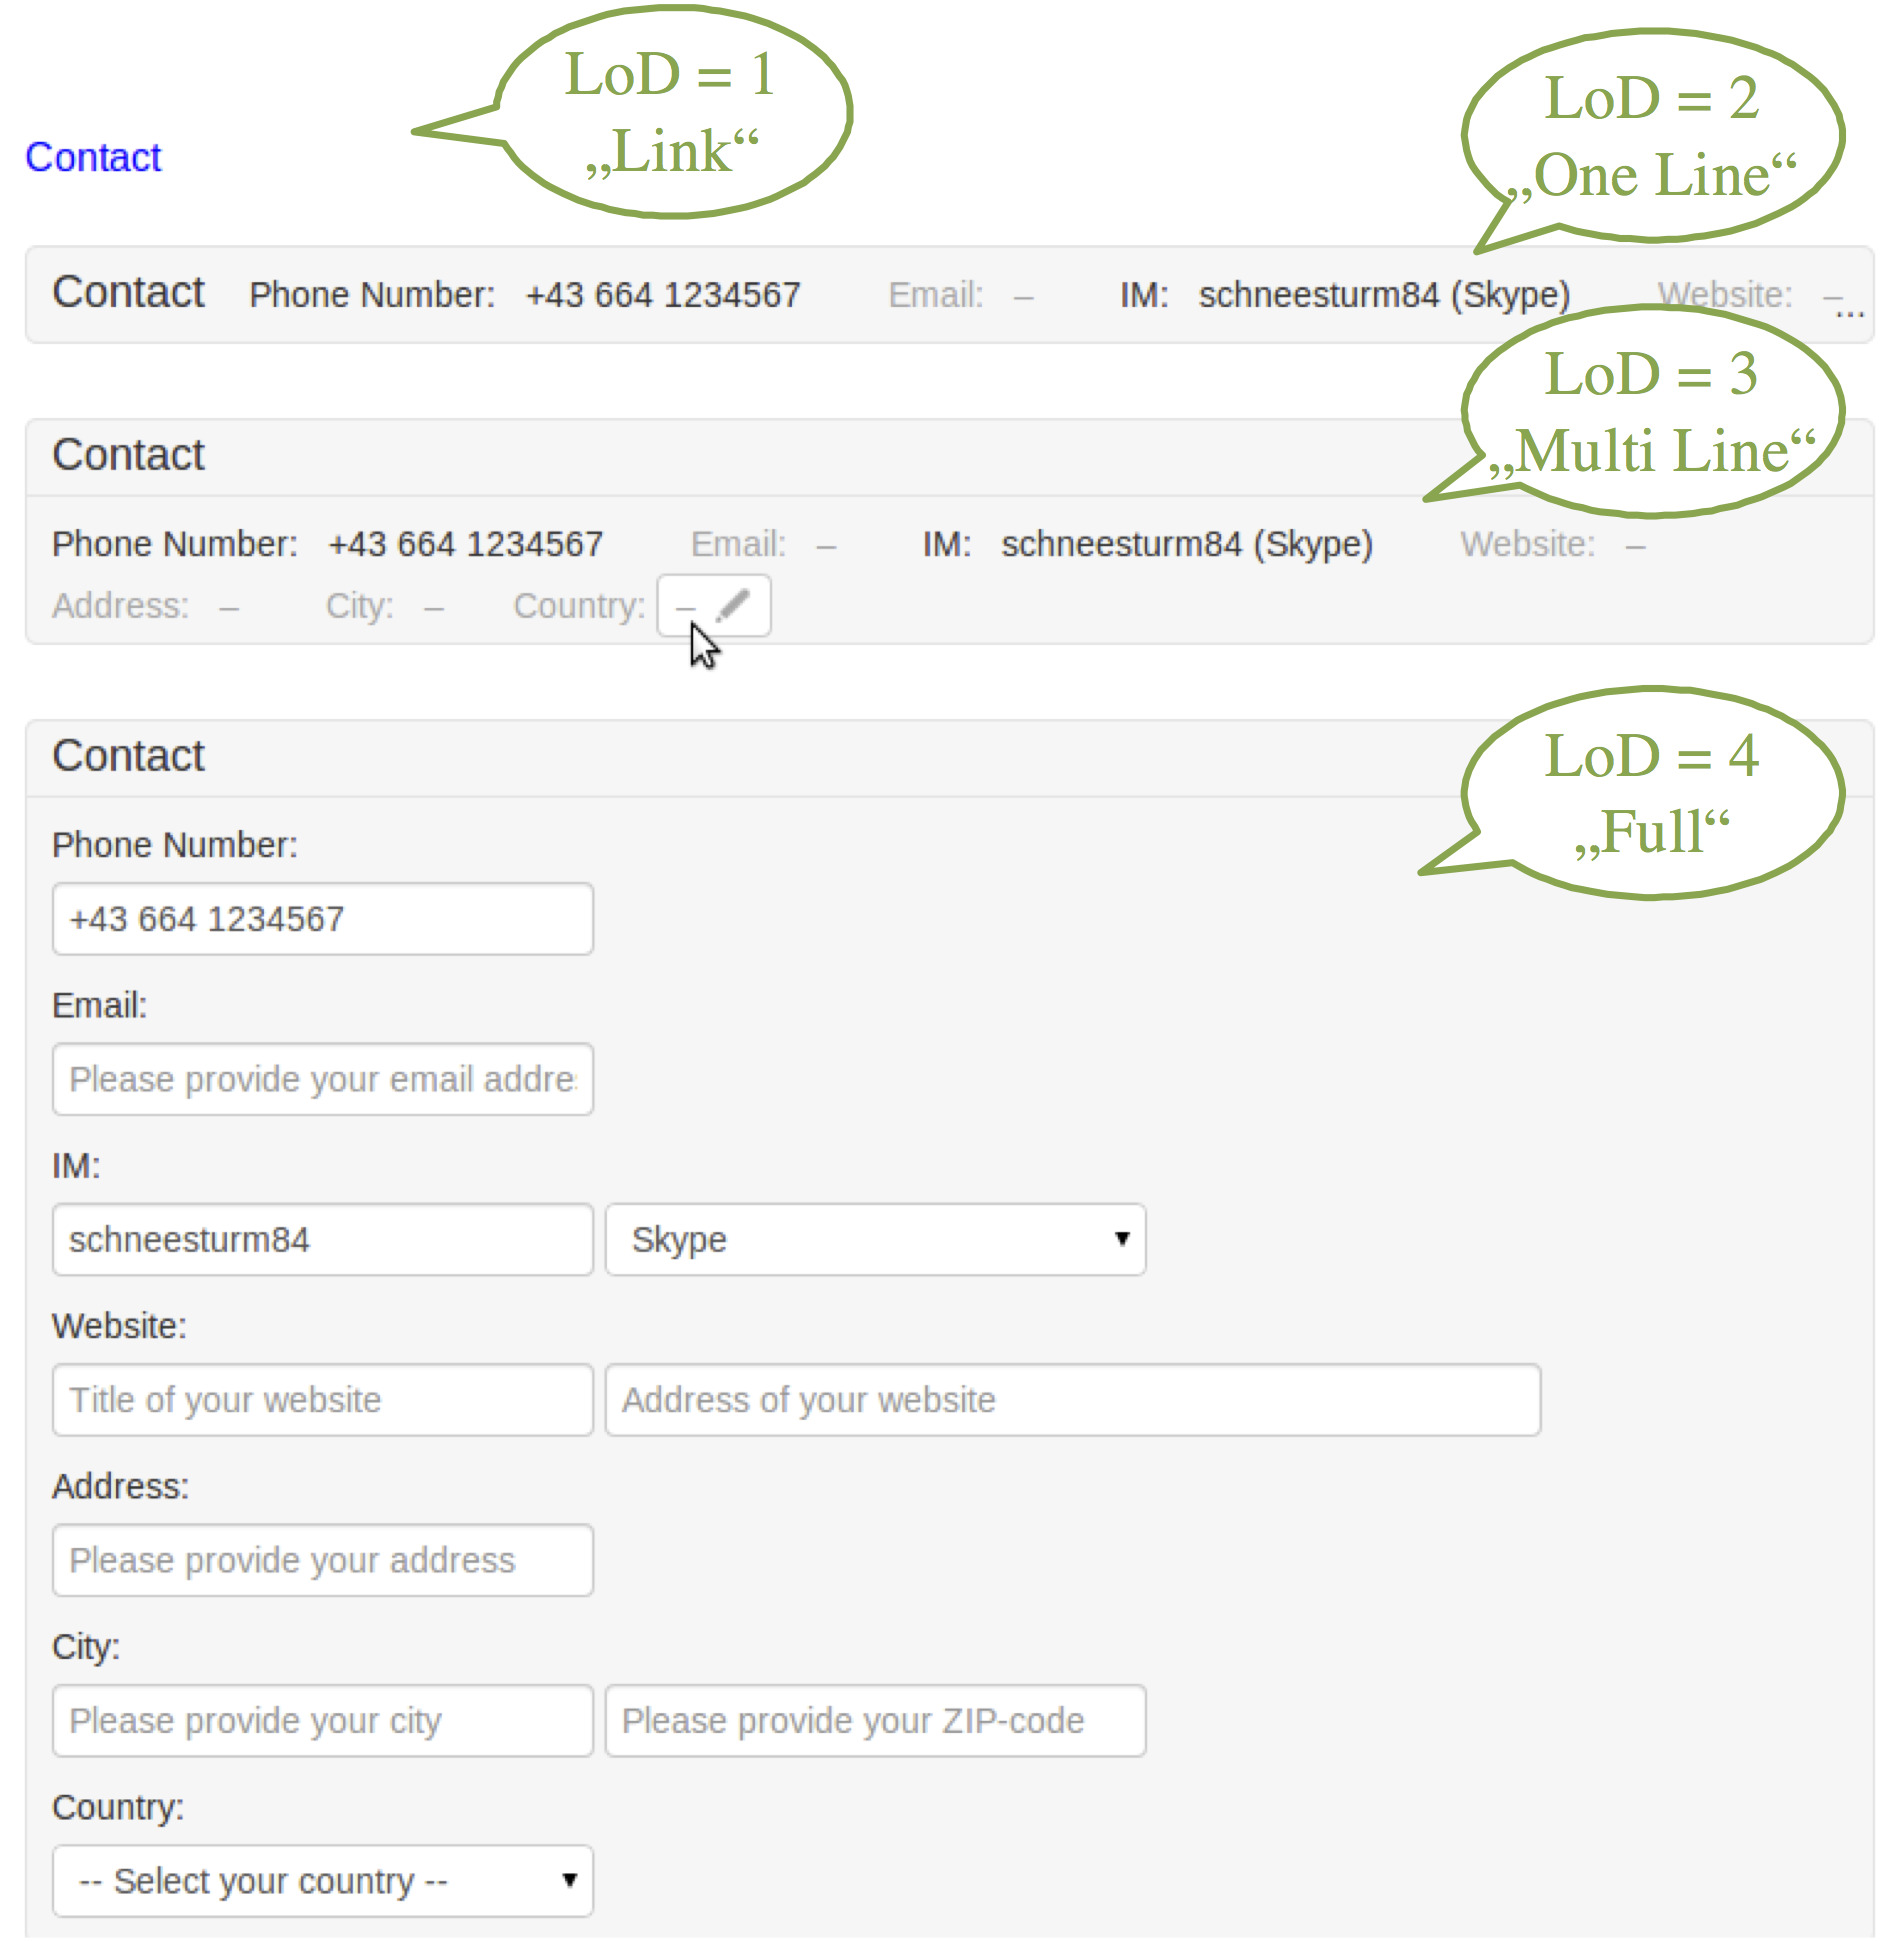 LoD = 1
„Link“
LoD = 2
„One Line“
Contact
Contact Phone Number: +43 664 1234567 Email: – IM: schneesturm84 (Skype) Website: –...
LoD = 3
„Multi Line“
Contact
Phone Number: +43 664 1234567 Email: – IM: schneesturm84 (Skype) Website: –
Address: – City: – Country: –
LoD = 4
„Full“
Contact
Phone Number:
+43 664 1234567
Email:
Please provide your email addre
IM:
schneesturm84 Skype
Website:
Title of your website Address of your website
Address:
Please provide your address
City:
Please provide your city Please provide your ZIP-code
Country:
-- Select your country --